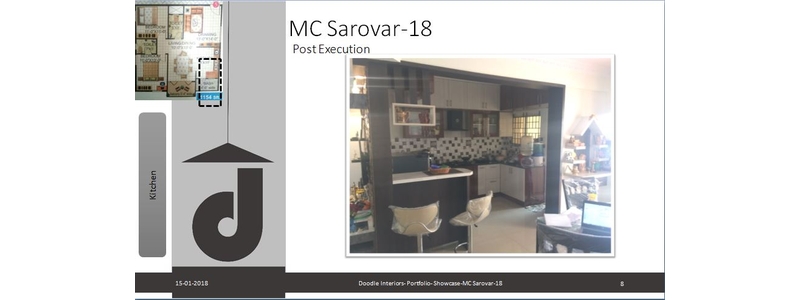 MC Sarovar-18
Post Execution
1154 sft
Kitchen
15-01-2018
Doodle Interiors- Portfolio- Showcase-MC Sarovar-18
8